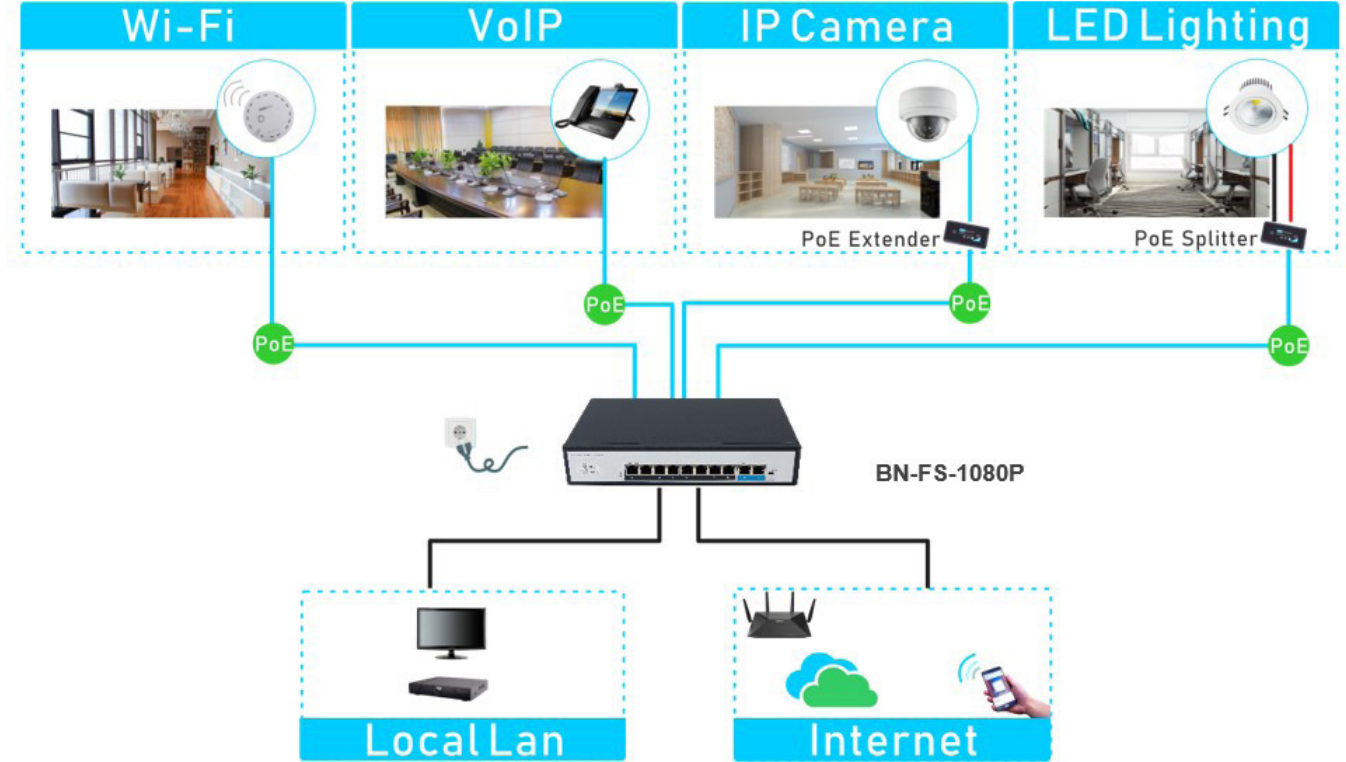 Wi-Fi
VoIP
IP Camera
LED Lighting
PoE Extender
PoE Splitter
PoE
PoE
PoE
PoE
BN-FS-1080P
Local Lan
Internet